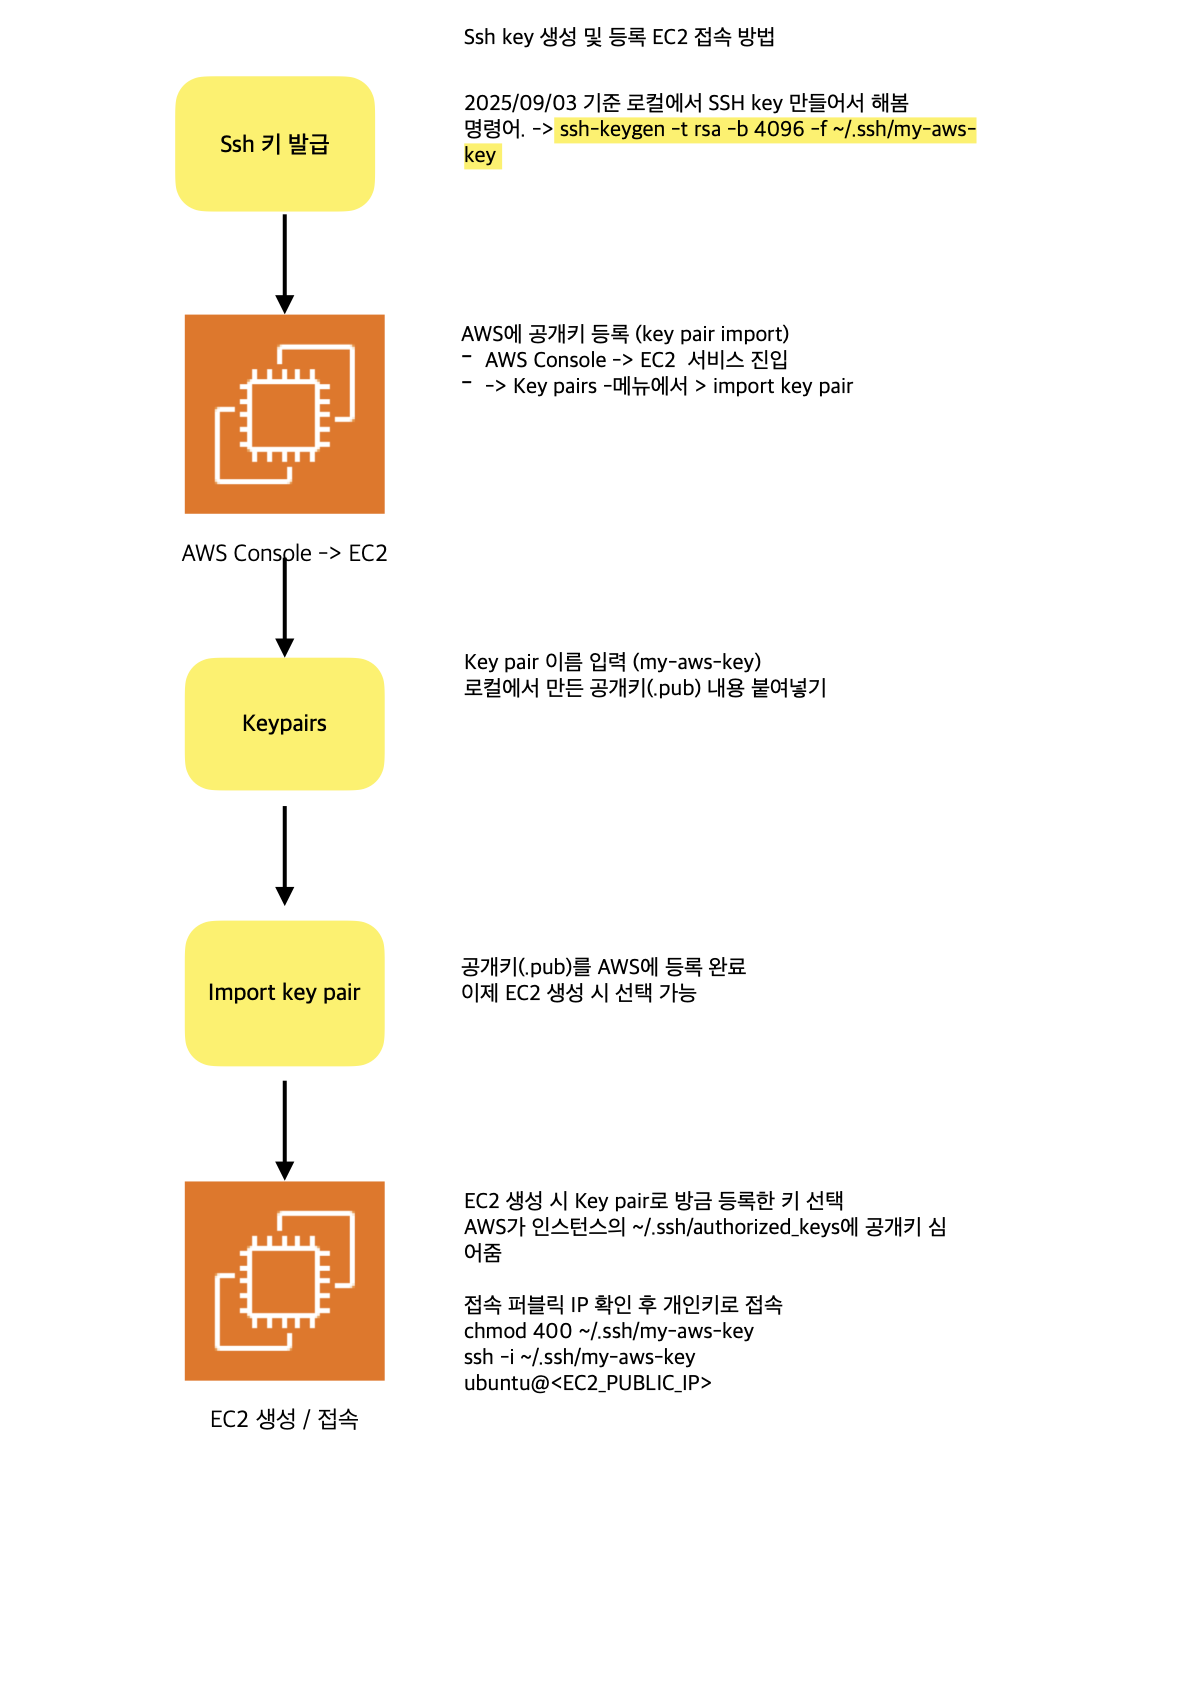 Ssh key 생성 및 등록 EC2 접속 방법
Ssh 키 발급
2025/09/03 기준 로컬에서 SSH key 만들어서 해봄
명령어. -> ssh-keygen -t rsa -b 4096 -f ~/.ssh/my-aws-
key
AWS에 공개키 등록 (key pair import)
- AWS Console -> EC2 서비스 진입
- -> Key pairs -메뉴에서 > import key pair
AWS Console -> EC2
Keypairs
Key pair 이름 입력 (my-aws-key)
로컬에서 만든 공개키(.pub) 내용 붙여넣기
Import key pair
공개키(.pub)를 AWS에 등록 완료
이제 EC2 생성 시 선택 가능
EC2 생성 시 Key pair로 방금 등록한 키 선택
AWS가 인스턴스의 ~/.ssh/authorized_keys에 공개키 심
어줌
접속 퍼블릭 IP 확인 후 개인키로 접속
chmod 400 ~/.ssh/my-aws-key
ssh -i ~/.ssh/my-aws-key
ubuntu@<EC2_PUBLIC_IP>
EC2 생성 / 접속